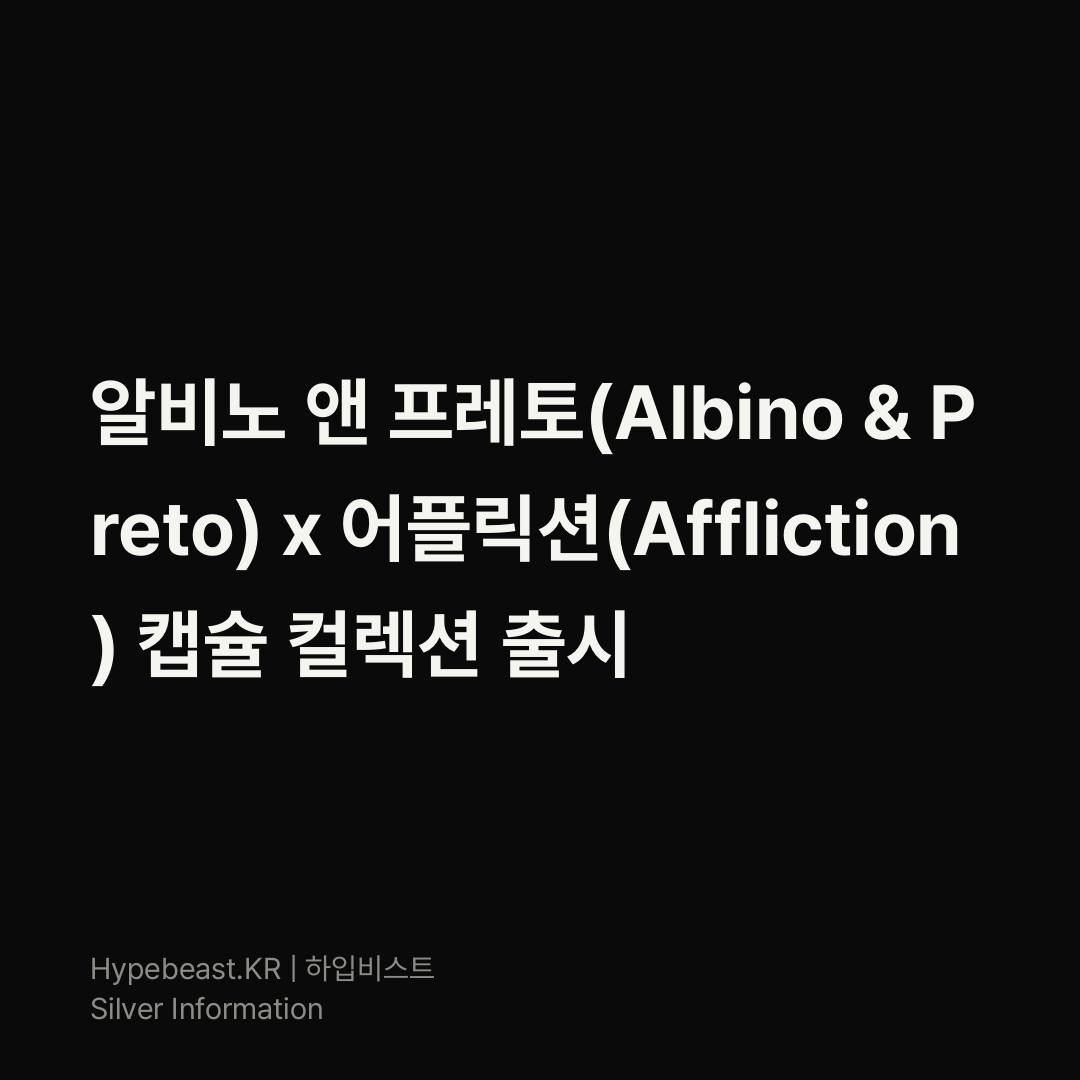 알비노 앤 프레토(Albino & P
reto) x 어플릭션(Affliction
) 캡슐 컬렉션 출시
Hypebeast.KR | 하입비스트
Silver Information